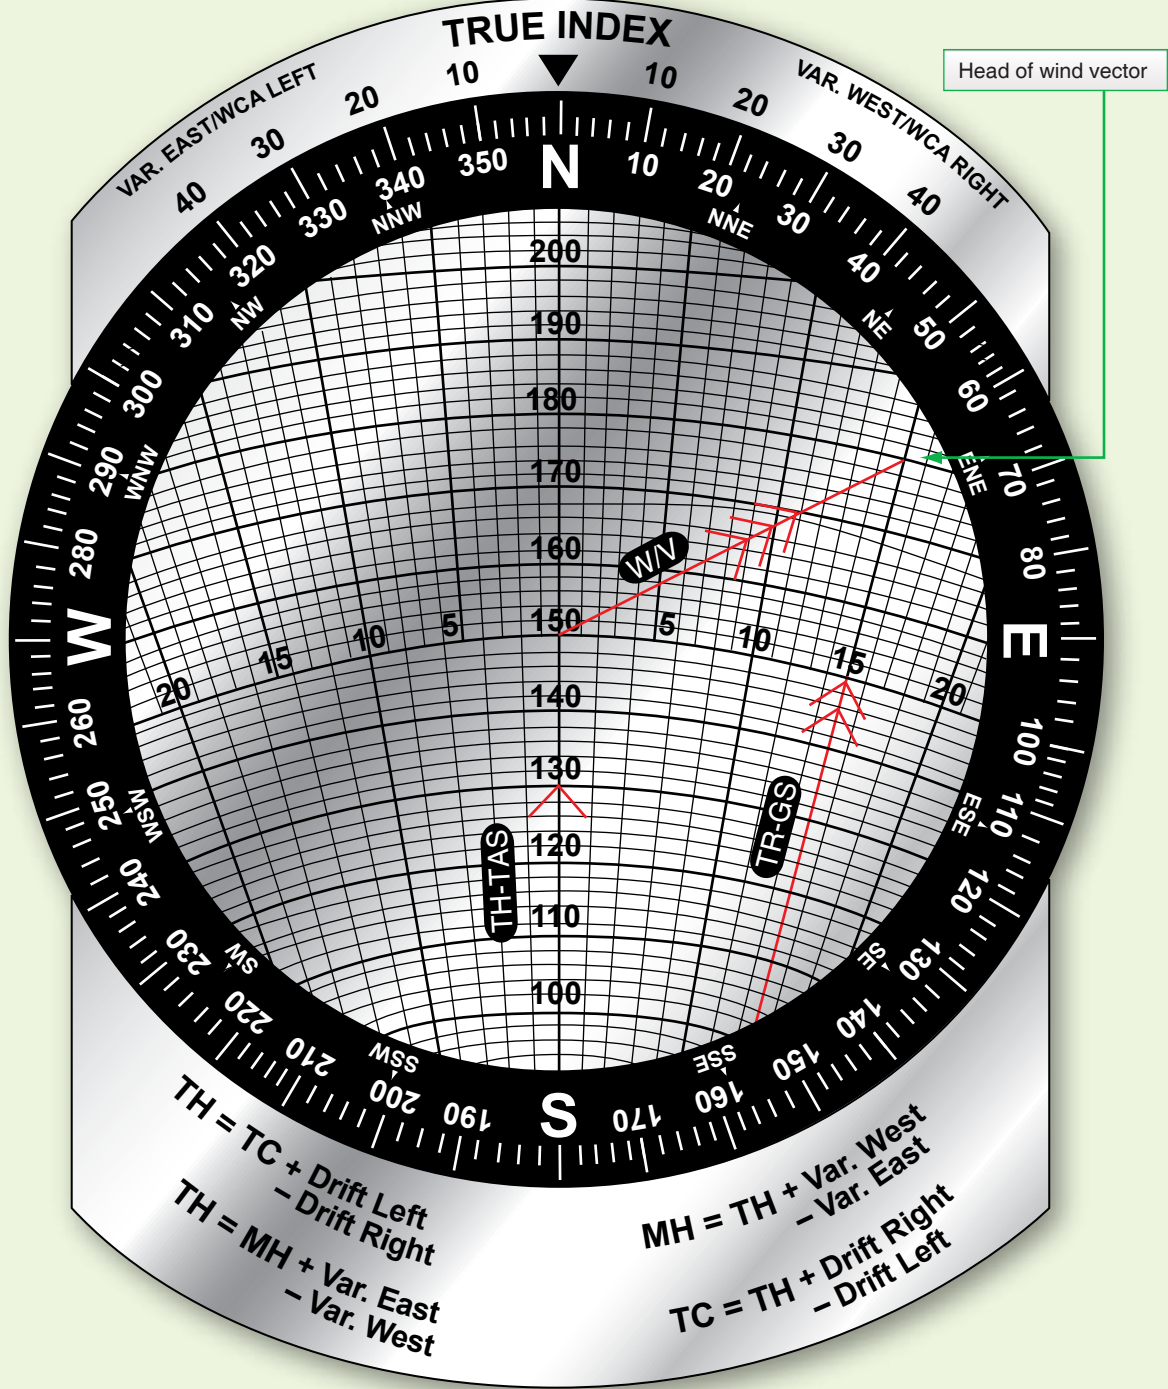 TRUE INDEX
Head of wind vector
VAR. EAST/WCA LEFT
VAR. WEST/WCA RIGHT
40 30 20 10 10 20 30 40
N 10 20 30 40 50 60 70 80
E 100 110 120 130 140 150 160 170
S 190 200 210 220 230 240 250 260
W 280 290 300 310 320 330 340 350
NNE NE ENE ESE SE SSE SSW SW WSW WNW NW NNW
200
190
180
170
160
W/V
20 15 10 5 150 5 10 15 20
140
130
120
110
100
TH-TAS
TR-GS
TH = TC + Drift Left
– Drift Right
TH = MH + Var. East
– Var. West
MH = TH + Var. West
– Var. East
TC = TH + Drift Right
– Drift Left